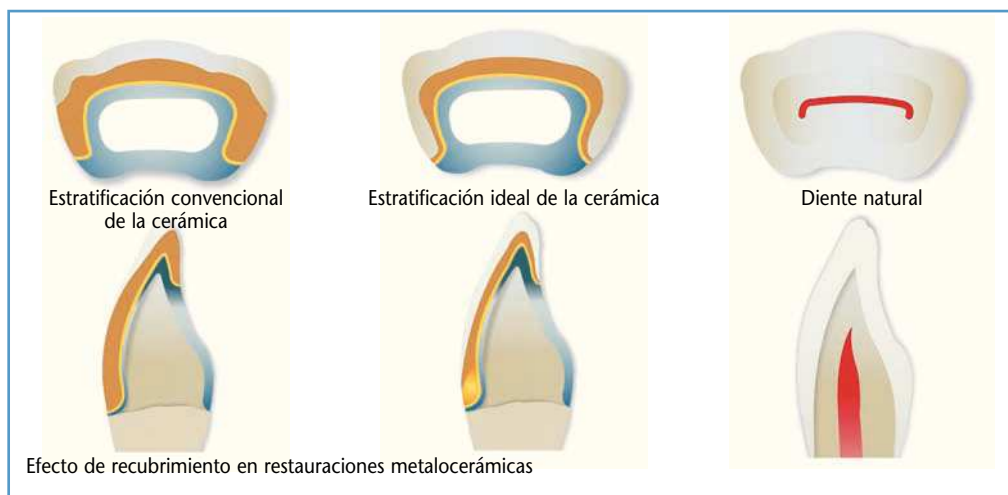 Estratificación convencional
de la cerámica
Estratificación ideal de la cerámica
Diente natural
Efecto de recubrimiento en restauraciones metalocerámicas